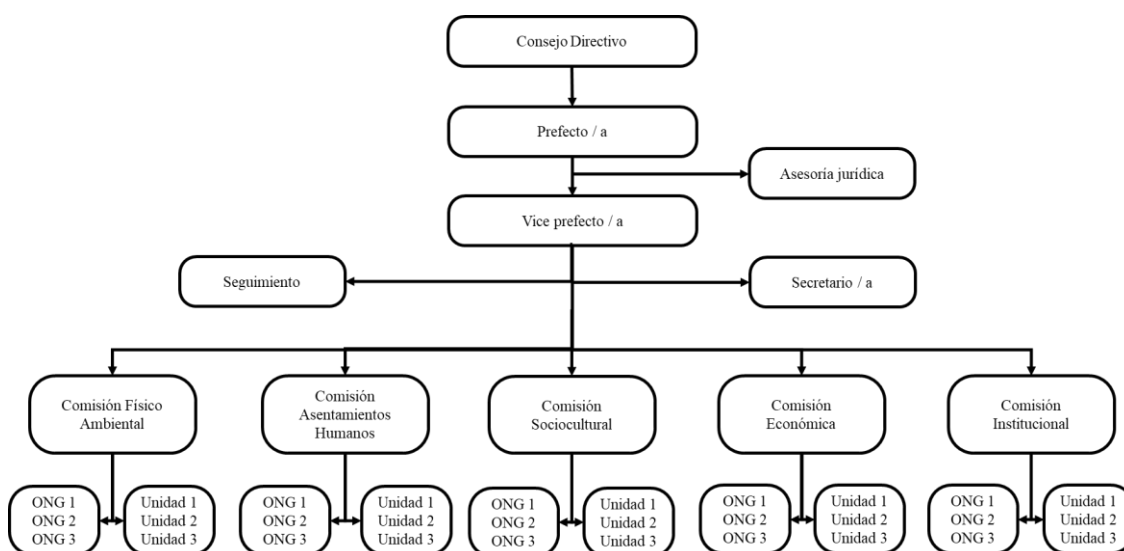 Consejo Directivo
Prefecto / a
Asesoría jurídica
Vice prefecto / a
Seguimiento
Secretario / a
Comisión Físico
Ambiental
Comisión
Asentamientos
Humanos
Comisión
Sociocultural
Comisión
Económica
Comisión
Institucional
ONG 1
ONG 2
ONG 3
Unidad 1
Unidad 2
Unidad 3
ONG 1
ONG 2
ONG 3
Unidad 1
Unidad 2
Unidad 3
ONG 1
ONG 2
ONG 3
Unidad 1
Unidad 2
Unidad 3
ONG 1
ONG 2
ONG 3
Unidad 1
Unidad 2
Unidad 3
ONG 1
ONG 2
ONG 3
Unidad 1
Unidad 2
Unidad 3